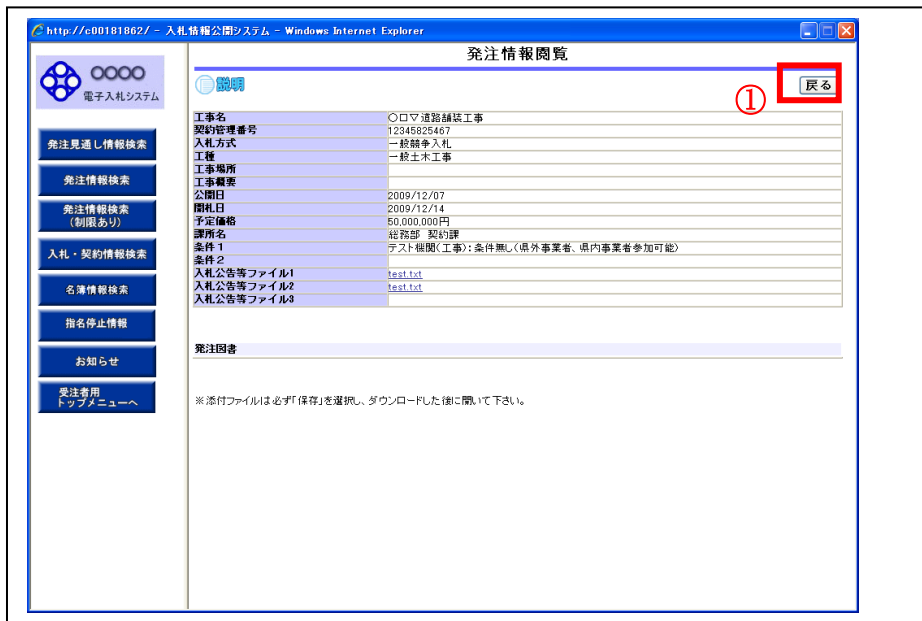 http://c00181862/ - 入札情報公開システム - Windows Internet Explorer
発注情報閲覧
○○○○
電子入札システム
説明
①
戻る
発注見通し情報検索
発注情報検索
発注情報検索
(制限あり)
入札・契約情報検索
名簿情報検索
指名停止情報
お知らせ
受注者用
トップメニューへ
工事名 ○口▽道路舗装工事
契約管理番号 12345825467
入札方式 一般競争入札
工種 一般土木工事
工事場所
工事概要
公開日 2009/12/07
開札日 2009/12/14
予定価格 50,000,000円
課所名 総務部 契約課
条件1 テスト機関(工事):条件無し(県外事業者、県内事業者参加可能)
条件2
入札公告等ファイル1 test.txt
入札公告等ファイル2 test.txt
入札公告等ファイル3
発注図書
※添付ファイルは必ず「保存」を選択し、ダウンロードした後に開いて下さい。